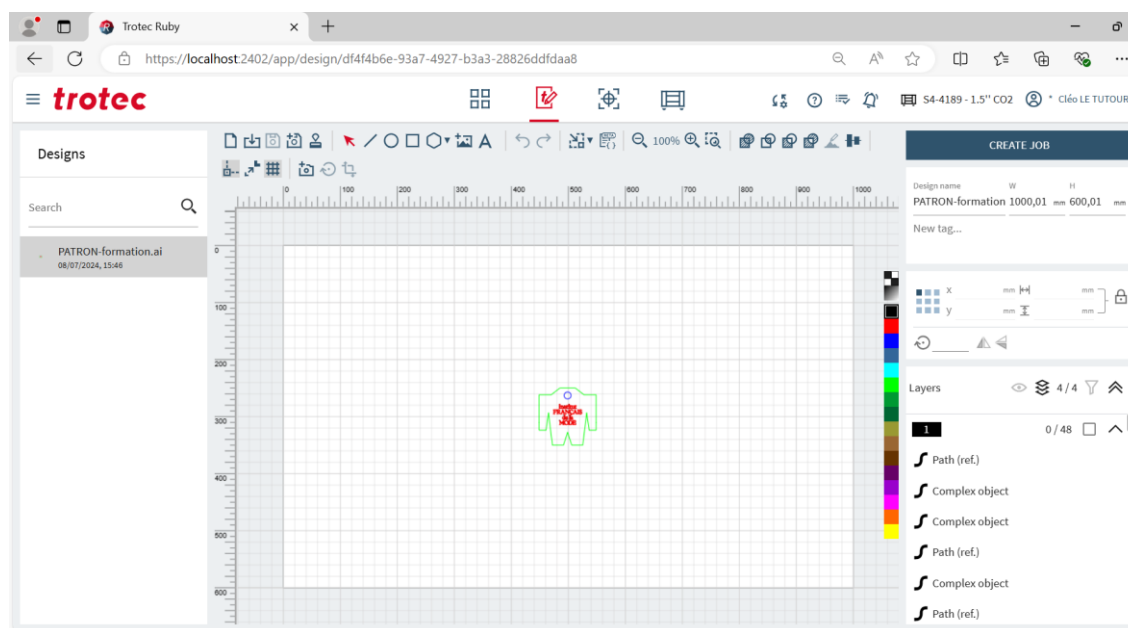 Trotec Ruby
https://localhost:2402/app/design/df4f4b6e-93a7-4927-b3a3-28826ddfdaa8
trotec
S4-4189 - 1.5'' CO2
Cléo LE TUTOUR
Designs
Search
PATRON-formation.ai
08/07/2024, 15:46
100%
0 100 200 300 400 500 600 700 800 900 1000
0
100
200
300
400
500
600
FRANÇAIS
MODE
CREATE JOB
Design name W H
PATRON-formation 1000,01 mm 600,01 mm
New tag...
x mm mm
y mm mm
Layers 4/4
1 0/48
Path (ref.)
Complex object
Complex object
Path (ref.)
Complex object
Path (ref.)